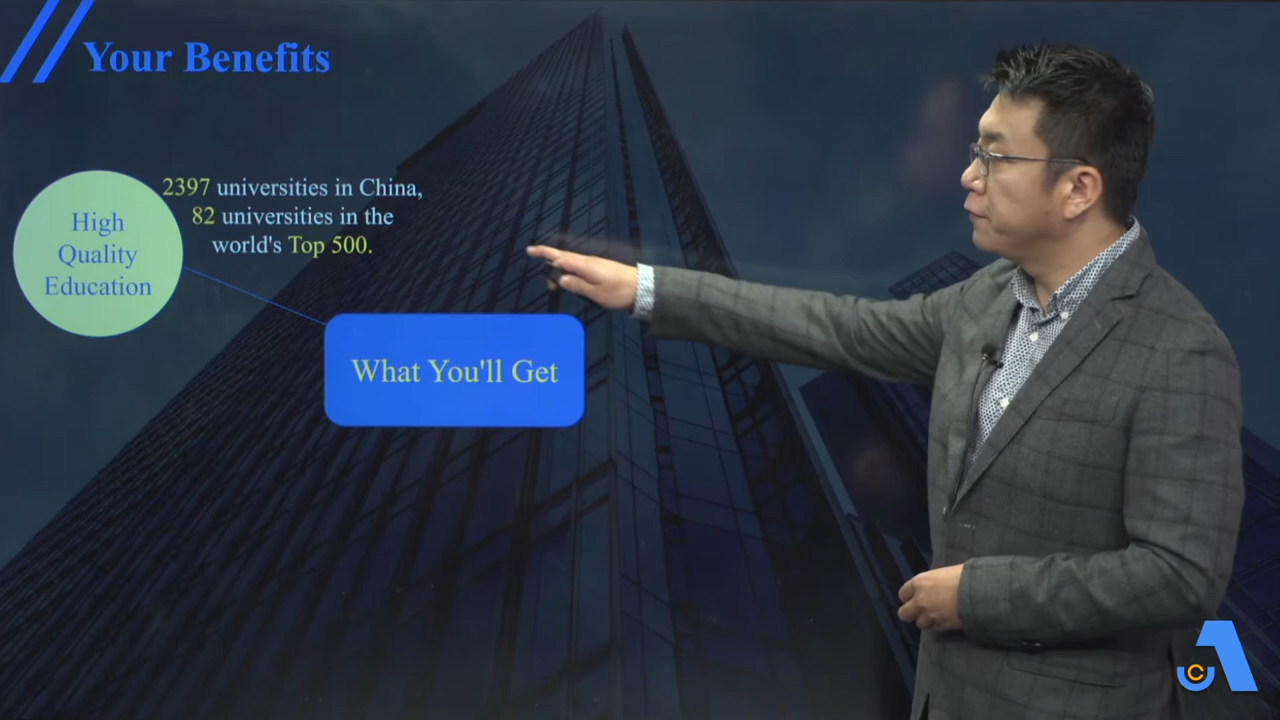 Your Benefits
2397 universities in China,
82 universities in the
world's Top 500.
High
Quality
Education
What You'll Get
C